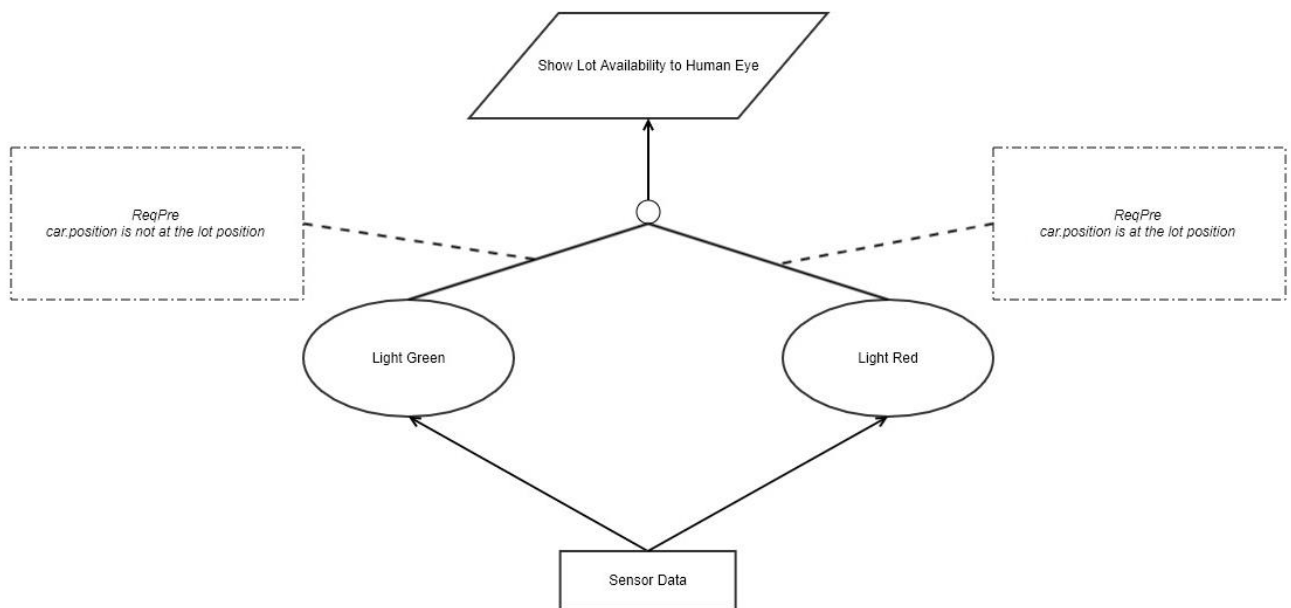 Show Lot Availability to Human Eye
ReqPre
car.position is not at the lot position
ReqPre
car.position is at the lot position
Light Green
Light Red
Sensor Data